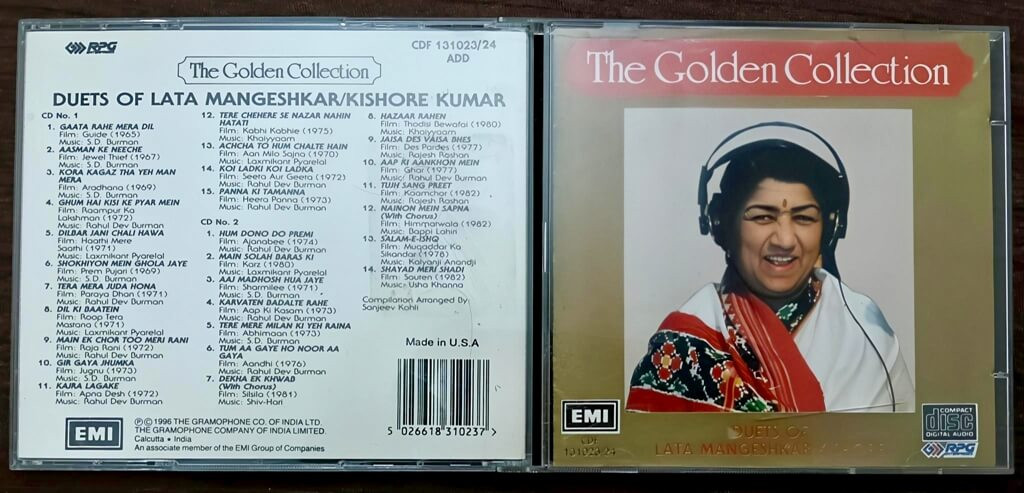 RPG
CDF 131023/24
ADD
The Golden Collection
DUETS OF LATA MANGESHKAR/KISHORE KUMAR
CD No. 1
1. GAATA RAHE MERA DIL
Film: Guide (1965)
Music: S.D. Burman
2. AASMAN KE NEECHE
Film: Jewel Thief (1967)
Music: S.D. Burman
3. KORA KAGAZ THA YEH MAN
MERA
Film: Aradhana (1969)
Music: S.D. Burman
4. GHUM HAI KISI KE PYAR MEIN
Film: Raampur Ka
Lakshman (1972)
Music: Rahul Dev Burman
5. DILBAR JANI CHALI HAWA
Film: Haathi Mere
Saathi (1971)
Music: Laxmikant Pyarelal
6. SHOKHIYON MEIN GHOLA JAYE
Film: Prem Pujari (1969)
Music: S.D. Burman
7. TERA MERA JUDA HONA
Film: Paraya Dhan (1971)
Music: Rahul Dev Burman
8. DIL KI BAATEIN
Film: Roop Tera
Mastana (1971)
Music: Laxmikant Pyarelal
9. MAIN EK CHOR TOO MERI RANI
Film: Raja Rani (1972)
Music: Rahul Dev Burman
10. GIR GAYA JHUMKA
Film: Jugnu (1973)
Music: S.D. Burman
11. KAJRA LAGAKE
Film: Apna Desh (1972)
Music: Rahul Dev Burman
12. TERE CHEHERE SE NAZAR NAHIN
HATATI
Film: Kabhi Kabhie (1975)
Music: Khaiyyaam
13. ACHCHA TO HUM CHALTE HAIN
Film: Aan Milo Sajna (1970)
Music: Laxmikant Pyarelal
14. KOI LADKI KOI LADKA
Film: Seeta Aur Geeta (1972)
Music: Rahul Dev Burman
15. PANNA KI TAMANNA
Film: Heera Panna (1973)
Music: Rahul Dev Burman
CD No. 2
1. HUM DONO DO PREMI
Film: Ajanabee (1974)
Music: Rahul Dev Burman
2. MAIN SOLAH BARAS KI
Film: Karz (1980)
Music: Laxmikant Pyarelal
3. AAJ MADHOSH HUA JAYE
Film: Sharmilee (1971)
Music: S.D. Burman
4. KARVATEN BADALTE RAHE
Film: Aap Ki Kasam (1973)
Music: Rahul Dev Burman
5. TERE MERE MILAN KI YEH RAINA
Film: Abhimaan (1973)
Music: S.D. Burman
6. TUM AA GAYE HO NOOR AA
GAYA
Film: Aandhi (1976)
Music: Rahul Dev Burman
7. DEKHA EK KHWAB
(With Chorus)
Film: Silsila (1981)
Music: Shiv-Hari
8. HAZAAR RAHEN
Film: Thodisi Bewafai (1980)
Music: Khaiyyaam
9. JAISA DES VAISA BHES
Film: Des Pardes (1977)
Music: Rajesh Rashan
10. AAP KI AANKHON MEIN
Film: Ghar (1977)
Music: Rahul Dev Burman
11. TUJH SANG PREET
Film: Kaamchor (1982)
Music: Rajesh Rashan
12. NAINON MEIN SAPNA
(With Chorus)
Film: Himmatwala (1982)
Music: Bappi Lahiri
13. SALAM-E-ISHQ
Film: Muqaddar Ka
Sikandar (1978)
Music: Kalyanji Anandji
14. SHAYAD MERI SHADI
Film: Souten (1982)
Music: Usha Khanna
Compilation Arranged By
Sanjeev Kohli
Made in U.S.A
5 026618 310237 >
EMI
Ⓟ © 1996 THE GRAMOPHONE CO. OF INDIA LTD.
THE GRAMOPHONE COMPANY OF INDIA LIMITED.
Calcutta • India
An associate member of the EMI Group of Companies
The Golden Collection
EMI
CDF
131023/24
DUETS OF
LATA MANGESHKAR
COMPACT
disc
DIGITAL AUDIO
RPG